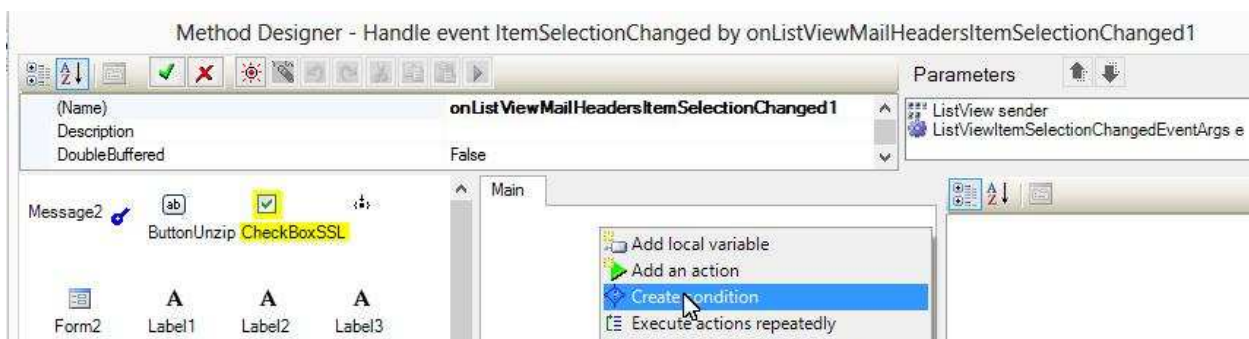 Method Designer - Handle event ItemSelectionChanged by onListViewMailHeadersItemSelectionChanged1
Parameters
(Name) onListViewMailHeadersItemSelectionChanged1
Description
DoubleBuffered False
ListView sender
ListViewItemSelectionChangedEventArgs e
Main
Message2
ab
ButtonUnzip CheckBoxSSL
Add local variable
Add an action
Create condition
Execute actions repeatedly
A A A
Form2 Label1 Label2 Label3